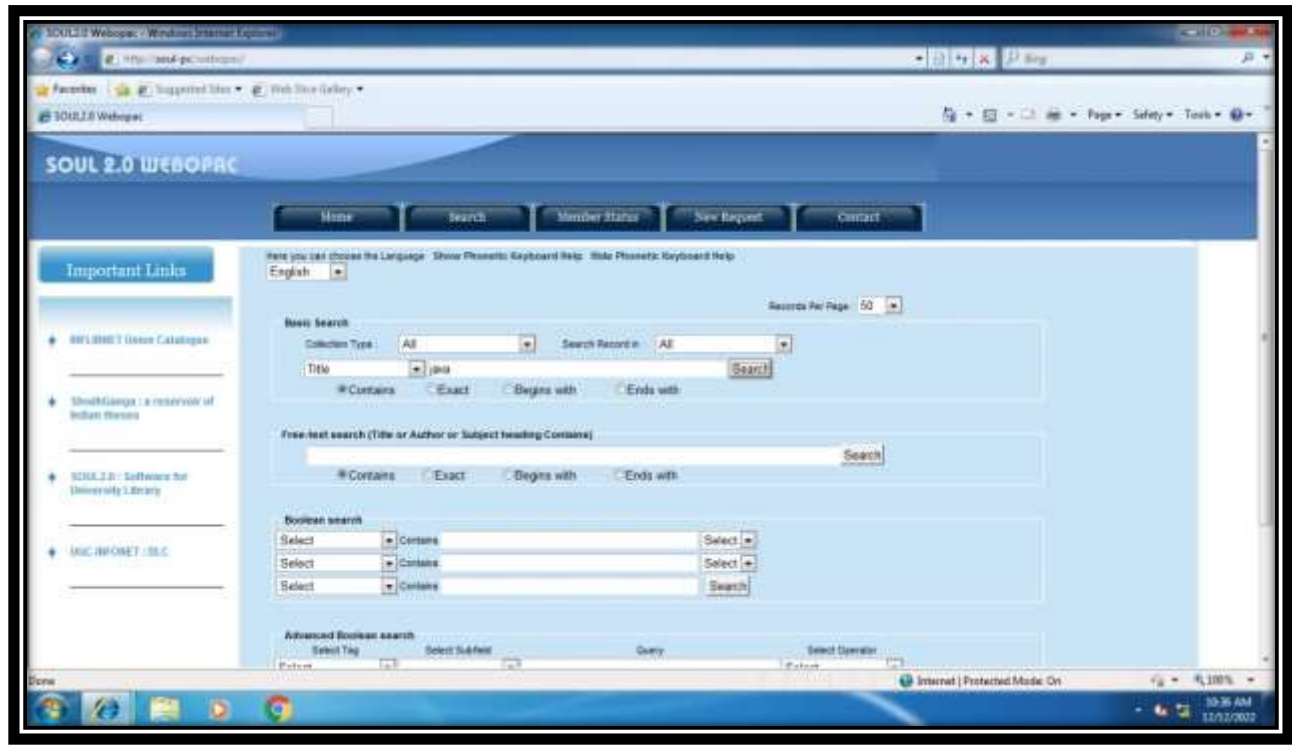 SOUL2.0 Webopac - Windows Internet Explorer
http://soul-pc/webopac/
Bing
Favorites Suggested Sites Web Slice Gallery
SOUL2.0 Webopac
Page Safety Tools
SOUL 2.0 WEBOPAC
Home Search Member Status New Request Contact
Important Links
INFLIBNET Union Catalogue
ShodhGanga : a reservoir of
Indian theses
SOUL2.0 : Software for
University Library
UGC-INFONET : DLC
Here you can choose the Language Show Phonetic Keyboard Help Hide Phonetic Keyboard Help
English
Records Per Page 50
Basic Search
Collection Type All Search Record in All
Title java Search
Contains Exact Begins with Ends with
Free-text search (Title or Author or Subject heading Contains)
Search
Contains Exact Begins with Ends with
Boolean search
Select Contains Select
Select Contains Select
Select Contains Search
Advanced Boolean search
Select Tag Select Subfield Query Select Operator
Select Select
Done Internet | Protected Mode: On 100%
10:36 AM
12/12/2022